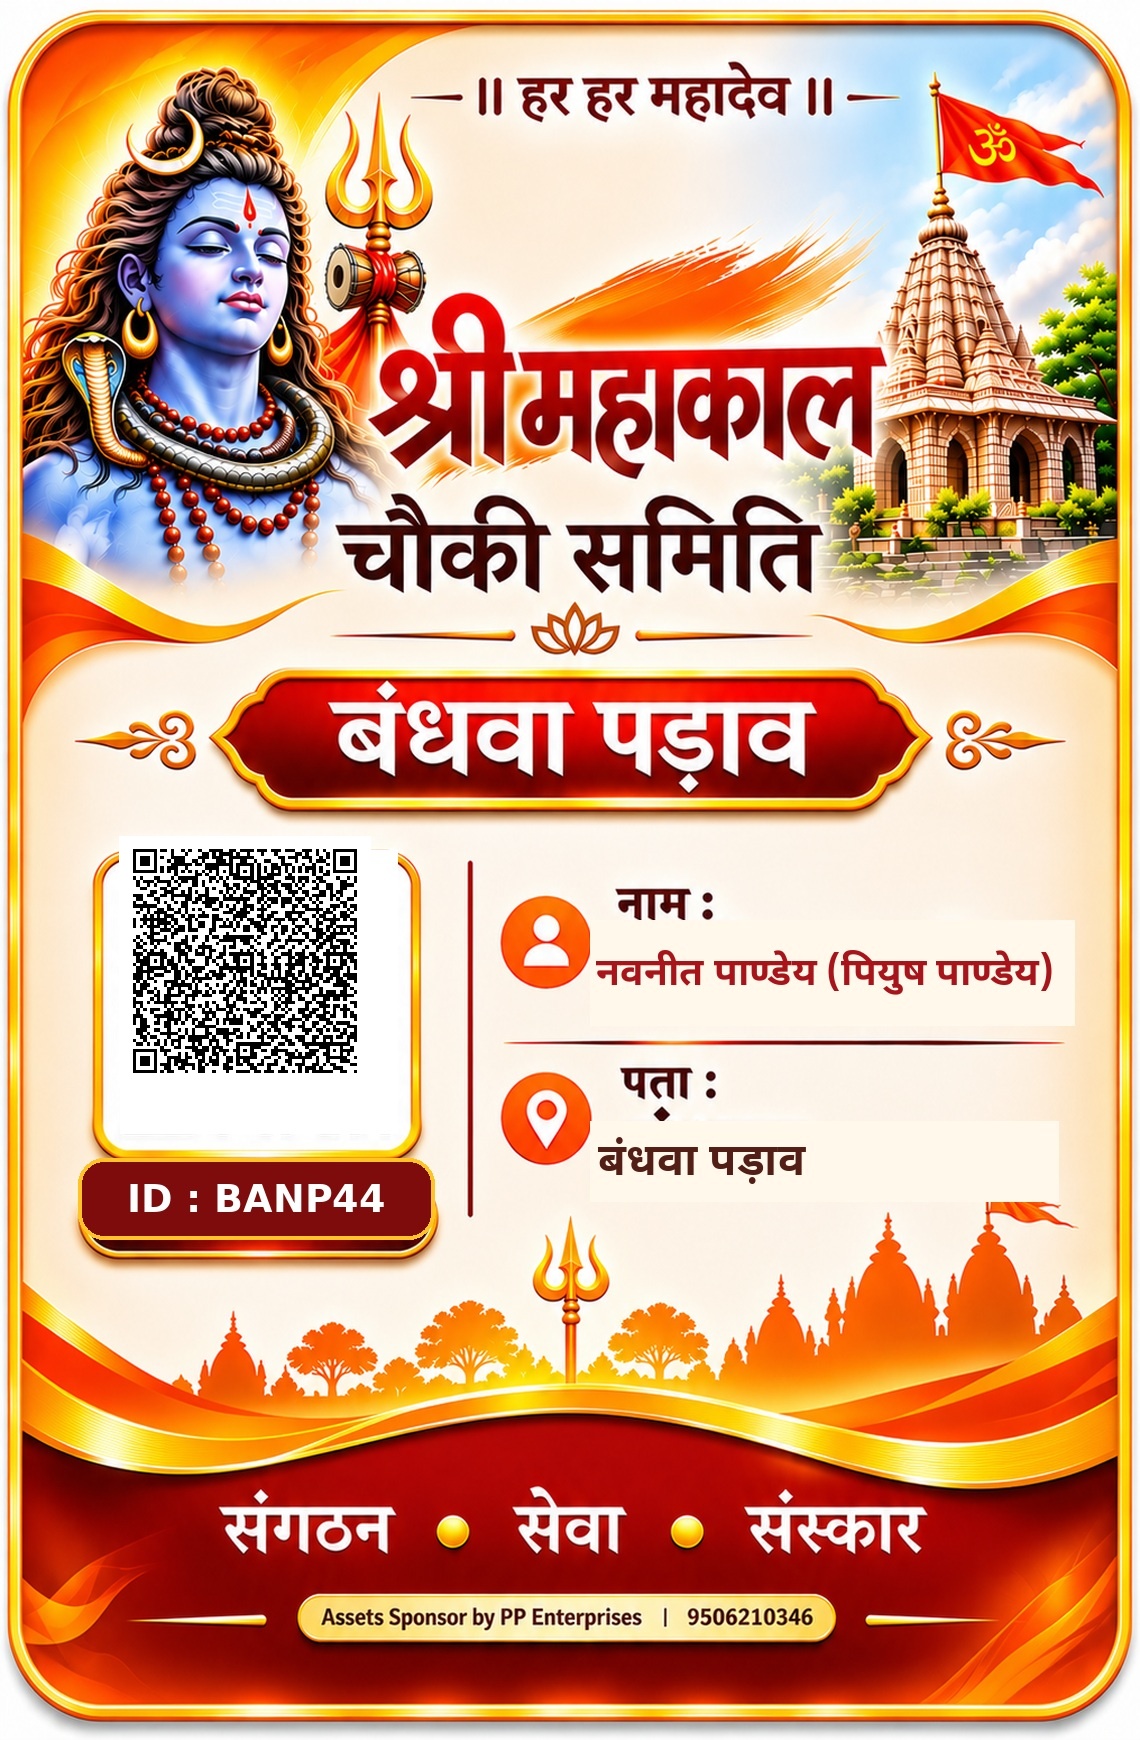 ॥ हर हर महादेव ॥
ॐ
श्री महाकाल
चौकी समिति
बंधवा पड़ाव
नाम :
नवनीत पाण्डेय (पियुष पाण्डेय)
पता :
बंधवा पड़ाव
ID : BANP44
संगठन • सेवा • संस्कार
Assets Sponsor by PP Enterprises | 9506210346